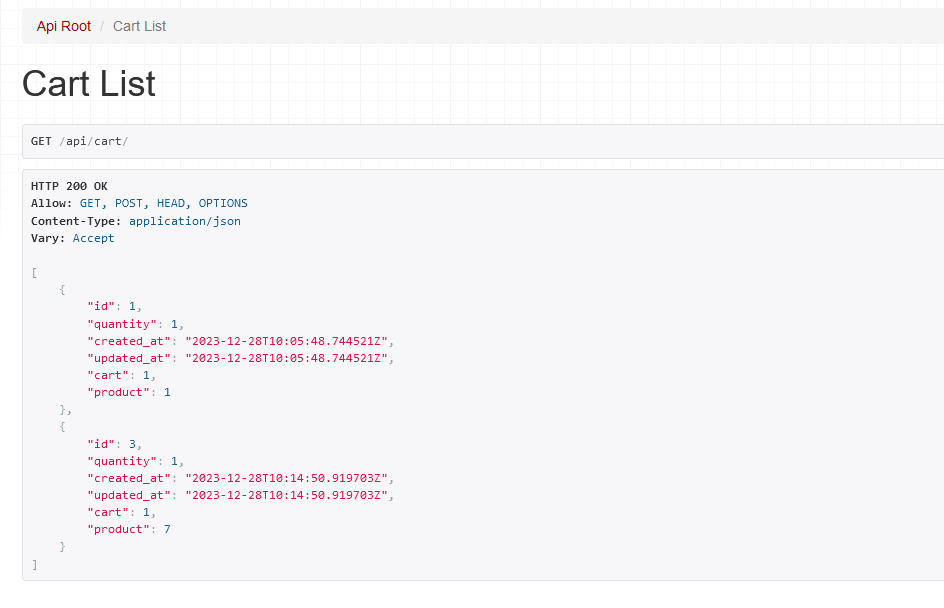 Api Root / Cart List
Cart List
GET /api/cart/
HTTP 200 OK
Allow: GET, POST, HEAD, OPTIONS
Content-Type: application/json
Vary: Accept
[
    {
        "id": 1,
        "quantity": 1,
        "created_at": "2023-12-28T10:05:48.744521Z",
        "updated_at": "2023-12-28T10:05:48.744521Z",
        "cart": 1,
        "product": 1
    },
    {
        "id": 3,
        "quantity": 1,
        "created_at": "2023-12-28T10:14:50.919703Z",
        "updated_at": "2023-12-28T10:14:50.919703Z",
        "cart": 1,
        "product": 7
    }
]